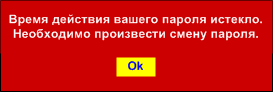 Время действия вашего пароля истекло.
Необходимо произвести смену пароля.
Ok